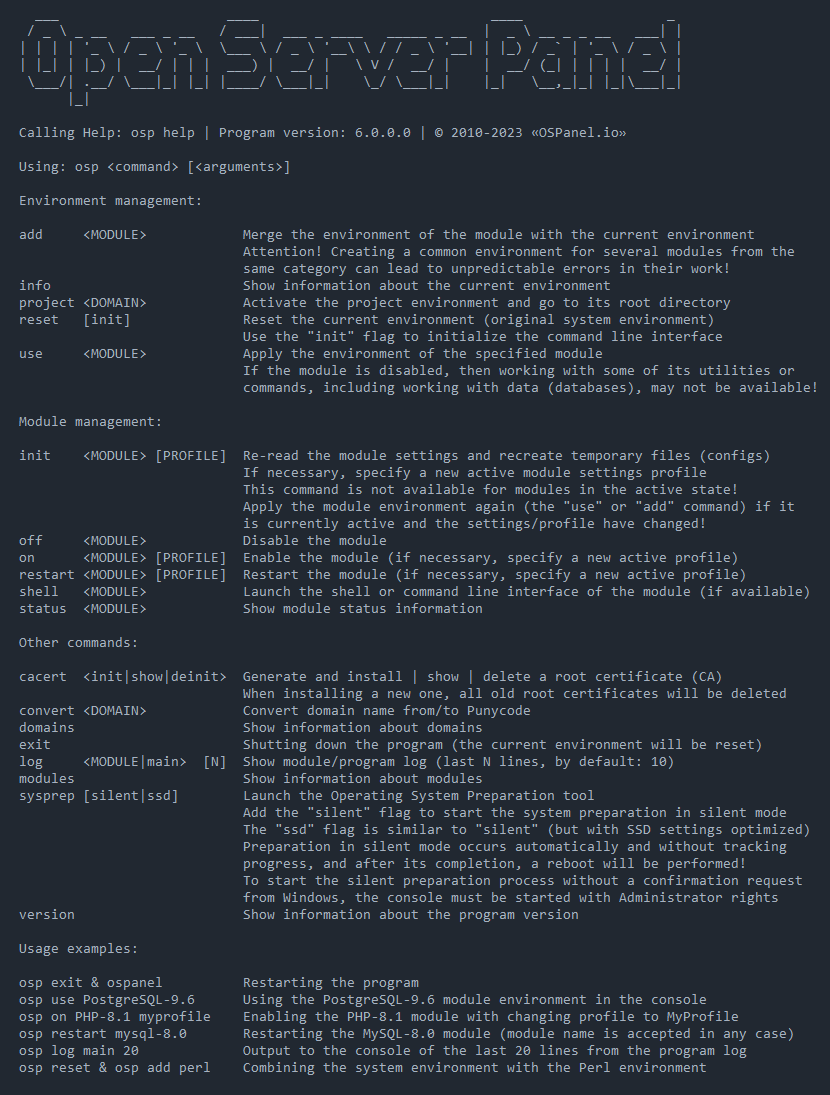 Open Server Panel
Calling Help: osp help | Program version: 6.0.0.0 | © 2010-2023 «OSPanel.io»
Using: osp <command> [<arguments>]
Environment management:
add     <MODULE>            Merge the environment of the module with the current environment
                            Attention! Creating a common environment for several modules from the
                            same category can lead to unpredictable errors in their work!
info                        Show information about the current environment
project <DOMAIN>            Activate the project environment and go to its root directory
reset   [init]              Reset the current environment (original system environment)
                            Use the "init" flag to initialize the command line interface
use     <MODULE>            Apply the environment of the specified module
                            If the module is disabled, then working with some of its utilities or
                            commands, including working with data (databases), may not be available!
Module management:
init    <MODULE> [PROFILE]  Re-read the module settings and recreate temporary files (configs)
                            If necessary, specify a new active module settings profile
                            This command is not available for modules in the active state!
                            Apply the module environment again (the "use" or "add" command) if it
                            is currently active and the settings/profile have changed!
off     <MODULE>            Disable the module
on      <MODULE> [PROFILE]  Enable the module (if necessary, specify a new active profile)
restart <MODULE> [PROFILE]  Restart the module (if necessary, specify a new active profile)
shell   <MODULE>            Launch the shell or command line interface of the module (if available)
status  <MODULE>            Show module status information
Other commands:
cacert  <init|show|deinit>  Generate and install | show | delete a root certificate (CA)
                            When installing a new one, all old root certificates will be deleted
convert <DOMAIN>            Convert domain name from/to Punycode
domains                     Show information about domains
exit                        Shutting down the program (the current environment will be reset)
log     <MODULE|main>  [N]  Show module/program log (last N lines, by default: 10)
modules                     Show information about modules
sysprep [silent|ssd]        Launch the Operating System Preparation tool
                            Add the "silent" flag to start the system preparation in silent mode
                            The "ssd" flag is similar to "silent" (but with SSD settings optimized)
                            Preparation in silent mode occurs automatically and without tracking
                            progress, and after its completion, a reboot will be performed!
                            To start the silent preparation process without a confirmation request
                            from Windows, the console must be started with Administrator rights
version                     Show information about the program version
Usage examples:
osp exit & ospanel          Restarting the program
osp use PostgreSQL-9.6      Using the PostgreSQL-9.6 module environment in the console
osp on PHP-8.1 myprofile    Enabling the PHP-8.1 module with changing profile to MyProfile
osp restart mysql-8.0       Restarting the MySQL-8.0 module (module name is accepted in any case)
osp log main 20             Output to the console of the last 20 lines from the program log
osp reset & osp add perl    Combining the system environment with the Perl environment